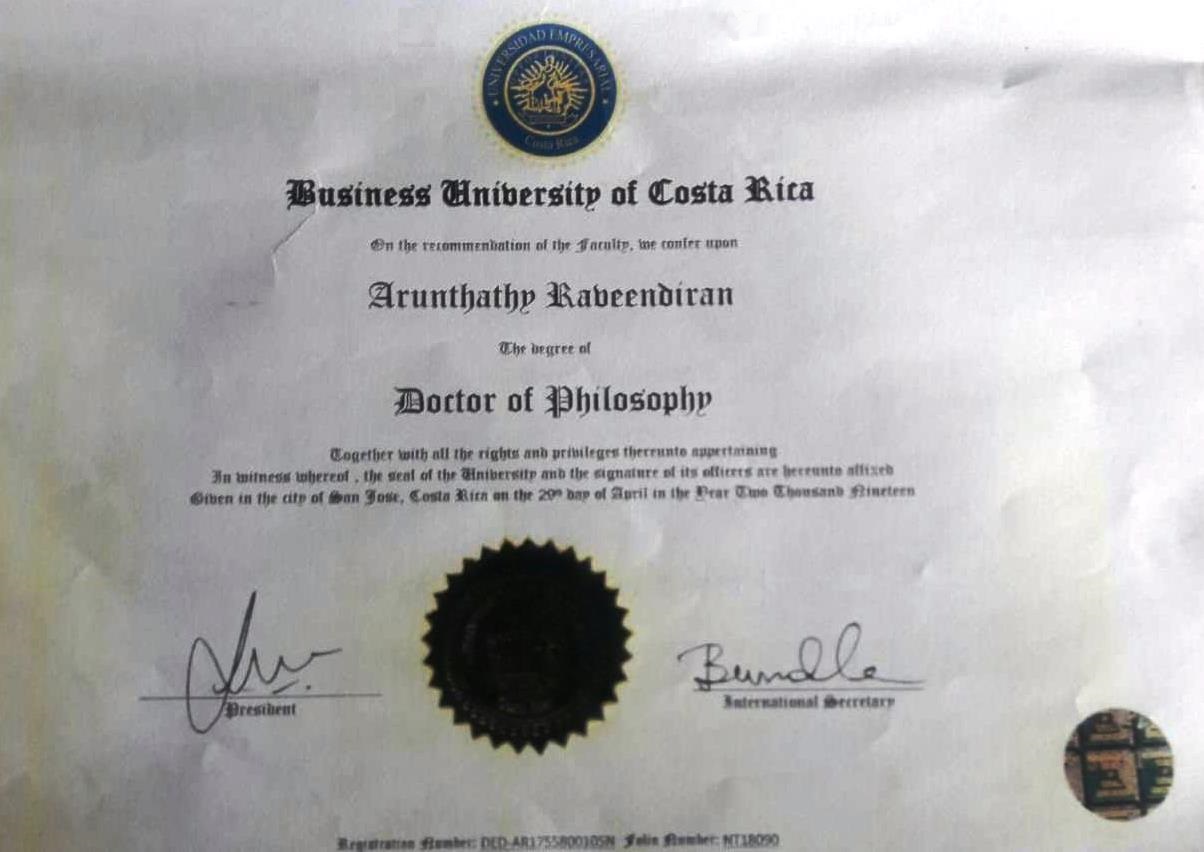 UNIVERSIDAD EMPRESARIAL
Costa Rica
Business University of Costa Rica
On the recommendation of the Faculty, we confer upon
Arunthathy Raveendiran
The degree of
Doctor of Philosophy
Together with all the rights and privileges thereunto appertaining
In witness whereof , the seal of the University and the signature of its officers are hereunto affixed
Given in the city of San Jose, Costa Rica on the 29th day of April in the Year Two Thousand Nineteen
President
International Secretary
Registration Number: DED-AR1755800105N Folio Number: NT18090